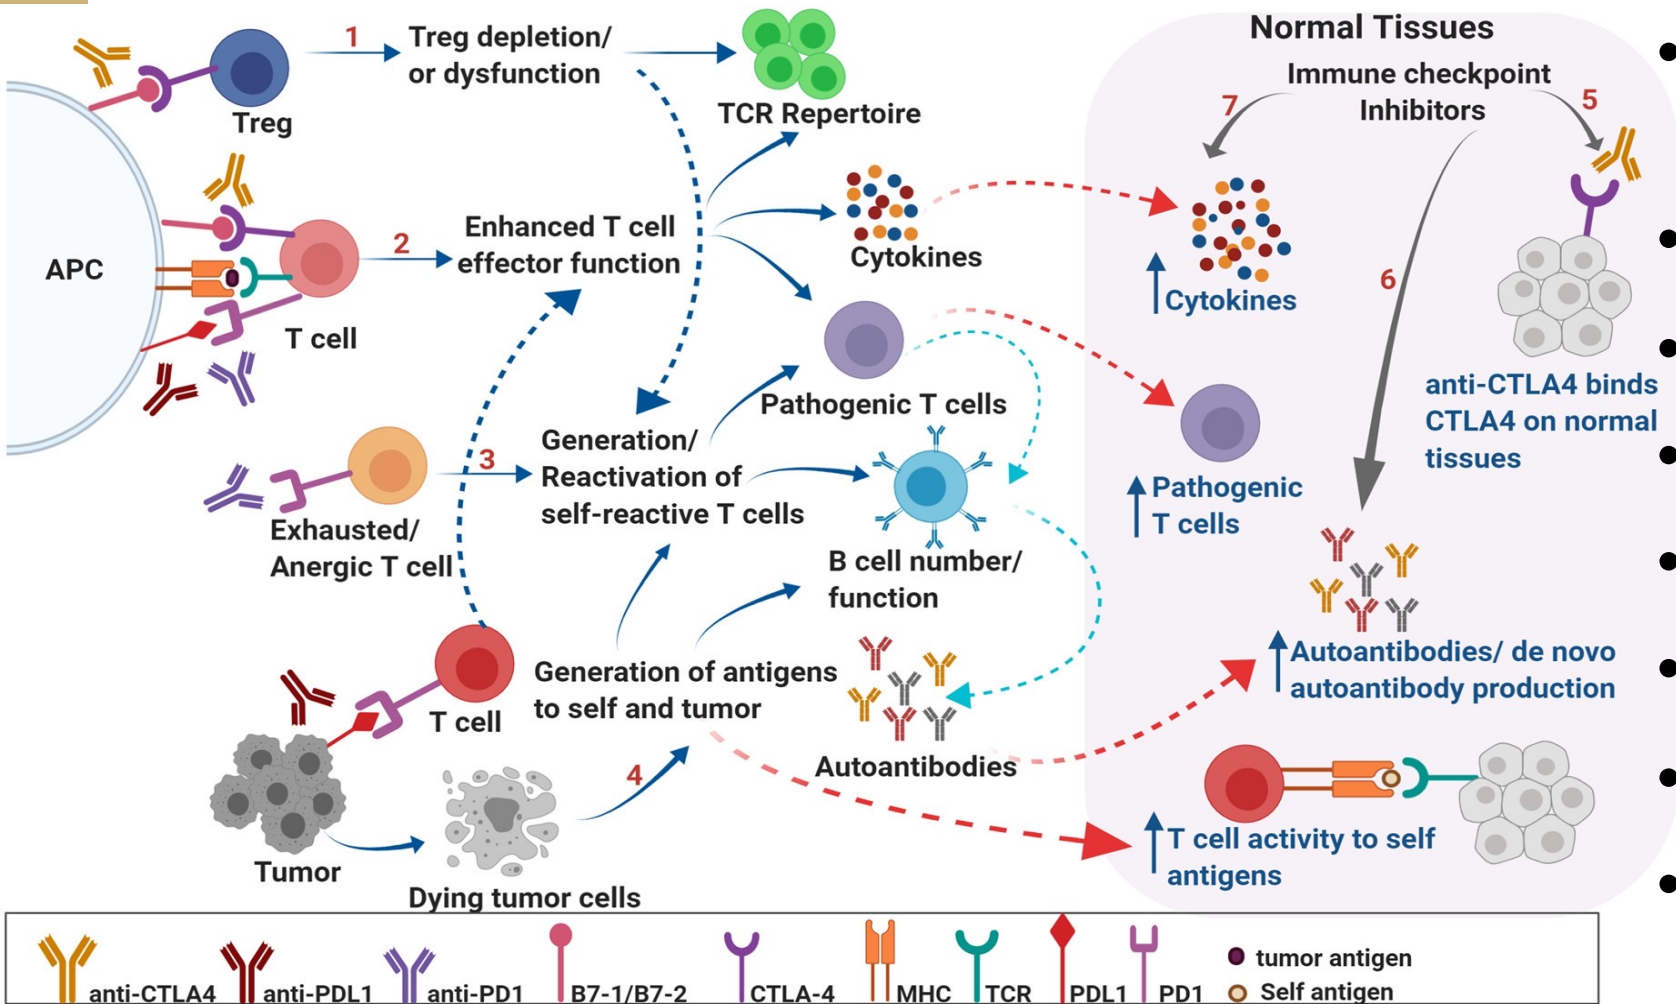 Normal Tissues
Immune checkpoint
Inhibitors
1
Treg depletion/
or dysfunction
Treg
TCR Repertoire
7
5
6
APC
2
Enhanced T cell
effector function
T cell
Cytokines
Cytokines
anti-CTLA4 binds
CTLA4 on normal
tissues
Pathogenic T cells
Pathogenic
T cells
3
Generation/
Reactivation of
self-reactive T cells
Exhausted/
Anergic T cell
B cell number/
function
Autoantibodies/ de novo
autoantibody production
Generation of antigens
to self and tumor
T cell
Autoantibodies
4
Tumor
Dying tumor cells
T cell activity to self
antigens
anti-CTLA4
anti-PDL1
anti-PD1
B7-1/B7-2
CTLA-4
MHC
TCR
PDL1
PD1
tumor antigen
Self antigen